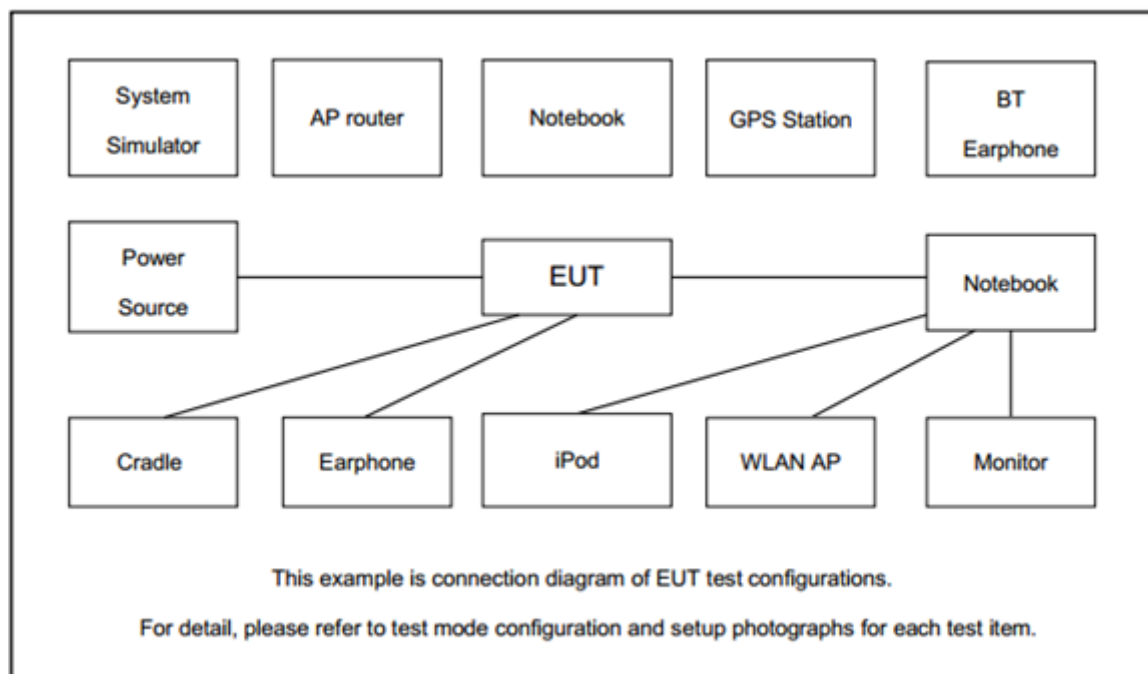 System
Simulator
AP router
Notebook
GPS Station
BT
Earphone
Power
Source
EUT
Notebook
Cradle
Earphone
iPod
WLAN AP
Monitor
This example is connection diagram of EUT test configurations.
For detail, please refer to test mode configuration and setup photographs for each test item.